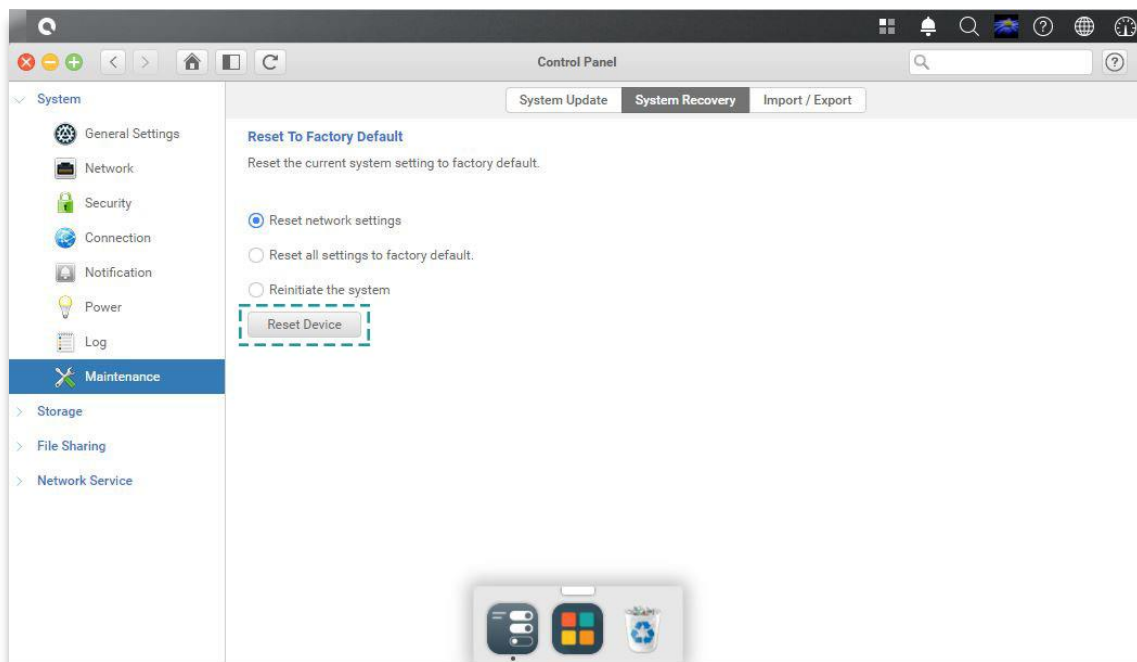 Control Panel
System
General Settings
Network
Security
Connection
Notification
Power
Log
Maintenance
Storage
File Sharing
Network Service
System Update
System Recovery
Import / Export
Reset To Factory Default
Reset the current system setting to factory default.
Reset network settings
Reset all settings to factory default.
Reinitiate the system
Reset Device